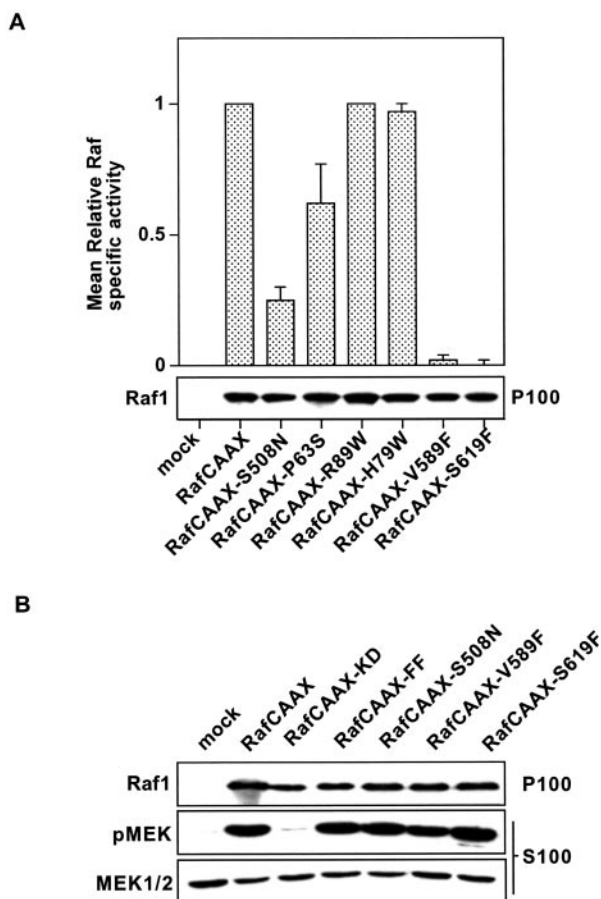 A
Mean Relative Raf
specific activity
1
0.5
0
Raf1
P100
mock
RafCAAX
RafCAAX-S508N
RafCAAX-P63S
RafCAAX-R89W
RafCAAX-H79W
RafCAAX-V589F
RafCAAX-S619F
B
mock
RafCAAX
RafCAAX-KD
RafCAAX-FF
RafCAAX-S508N
RafCAAX-V589F
RafCAAX-S619F
Raf1
P100
pMEK
S100
MEK1/2